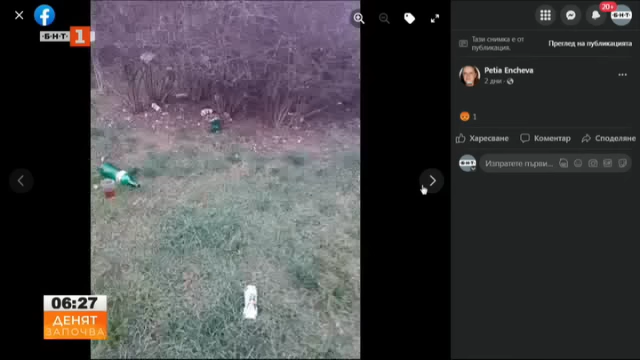 20+
БНТ 1
Тази снимка е от
публикация.
Преглед на публикацията
Petia Encheva
2 дни
1
Харесване
Коментар
Споделяне
Изпратете първи...
06:27
ДЕНЯТ
ЗАПОЧВА